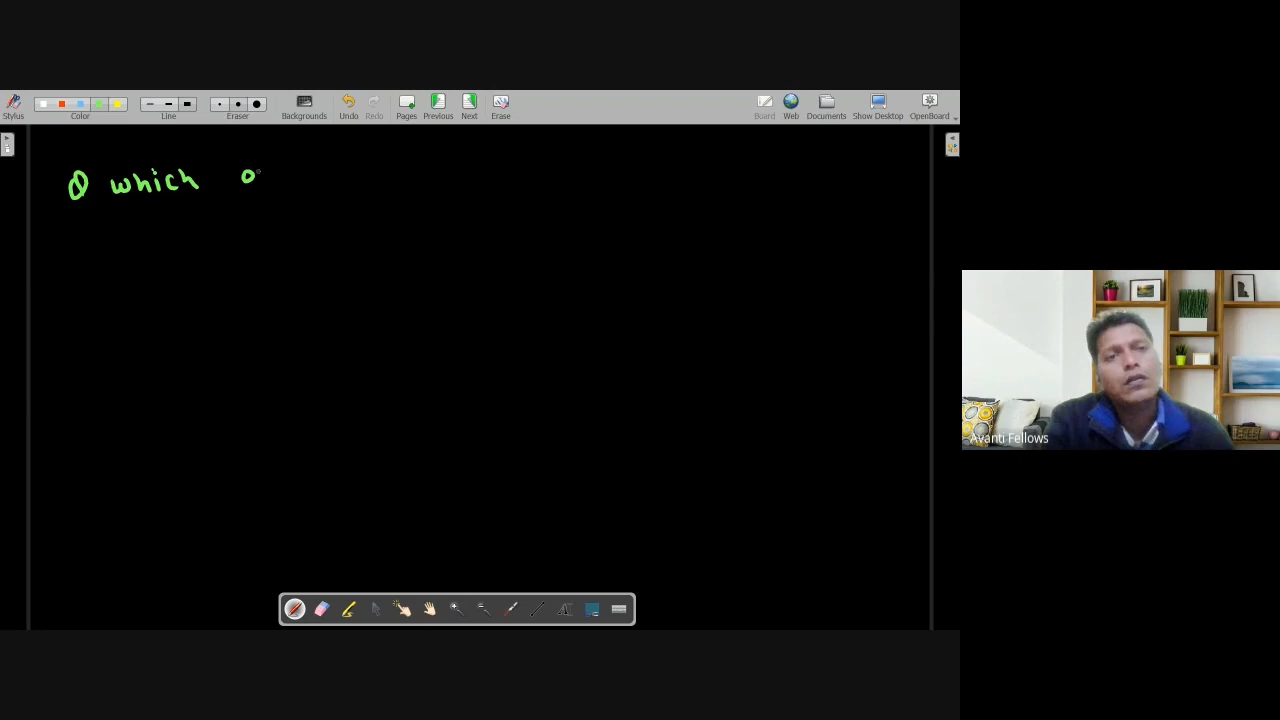 Stylus Color Line Eraser Backgrounds Undo Redo Pages Previous Next Erase Board Web Documents Show Desktop OpenBoard
Q which o
Avanti Fellows